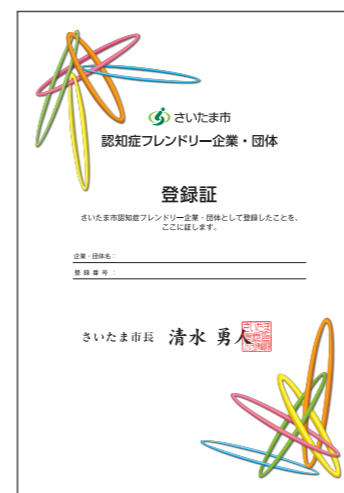 さいたま市
認知症フレンドリー企業・団体
登録証
さいたま市認知症フレンドリー企業・団体として登録したことを、
ここに証します。
企業・団体名：
登録番号：
さいたま市長 清水 勇人